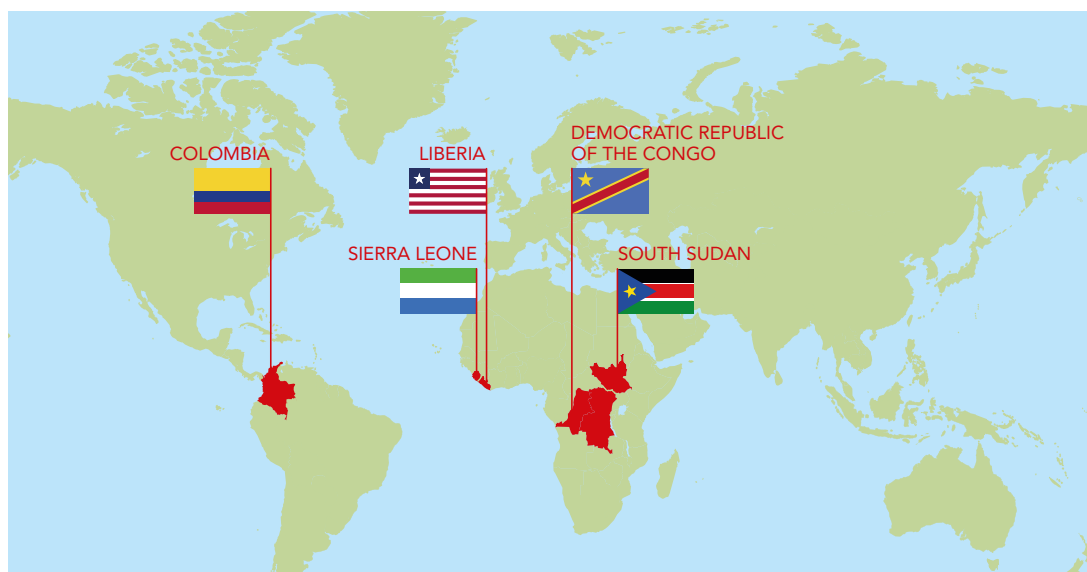 COLOMBIA
LIBERIA
DEMOCRATIC REPUBLIC
OF THE CONGO
SIERRA LEONE
SOUTH SUDAN